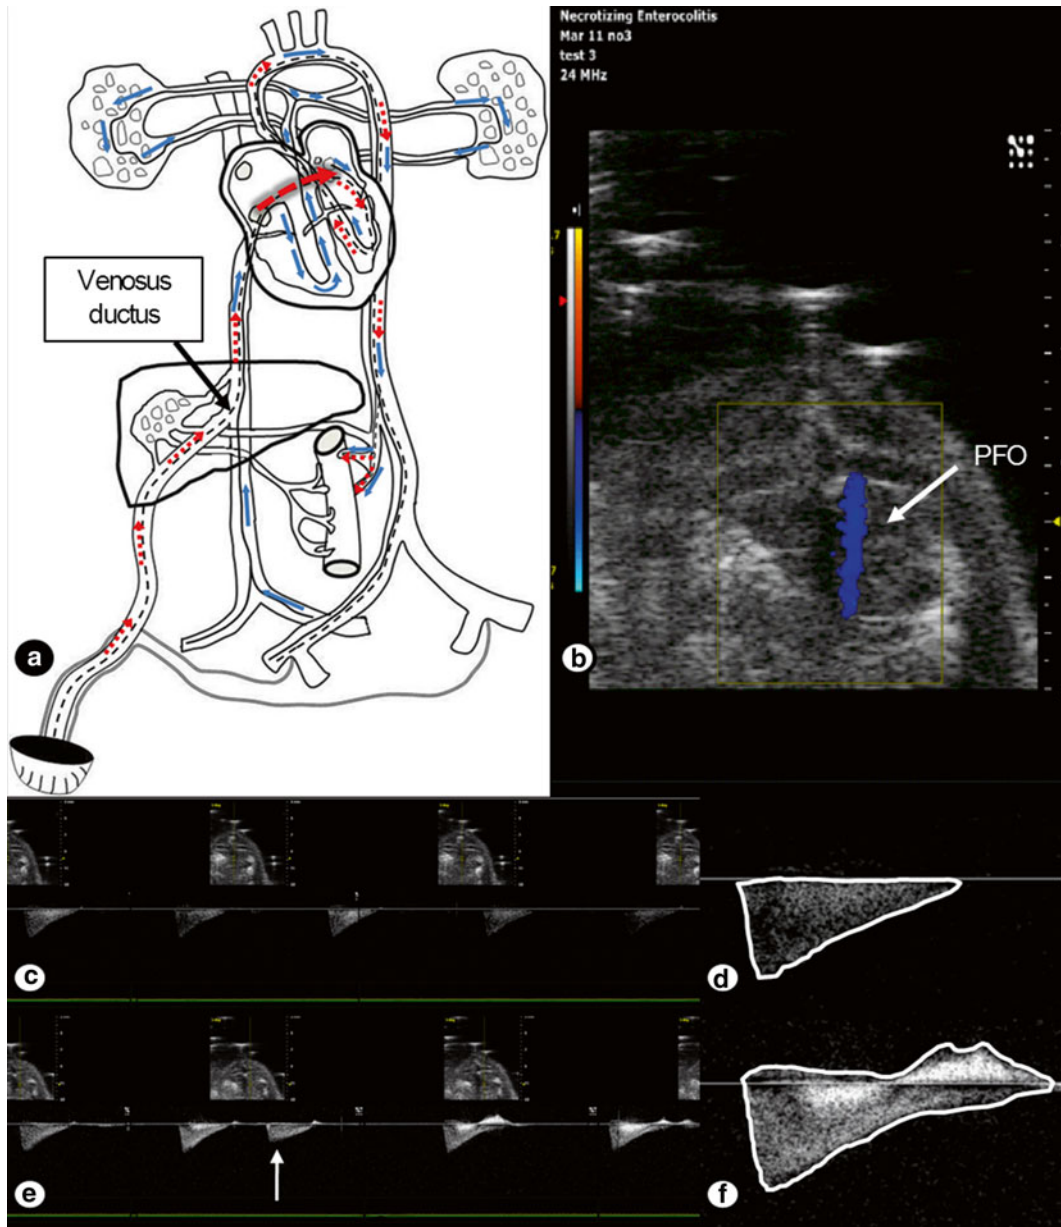 Necrotizing Enterocolitis
Mar 11 no3
test 3
24 MHz
Venosus
ductus
PFO
a
b
c
d
e
f